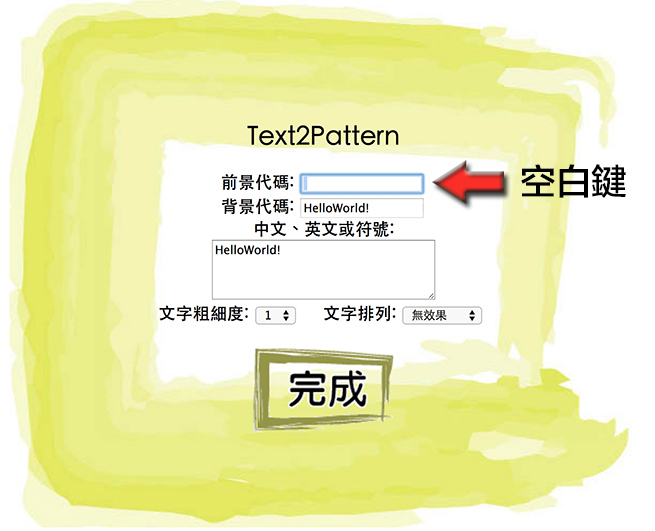 Text2Pattern
前景代碼:
空白鍵
背景代碼: HelloWorld!
中文、英文或符號:
HelloWorld!
文字粗細度: 1 文字排列: 無效果
完成